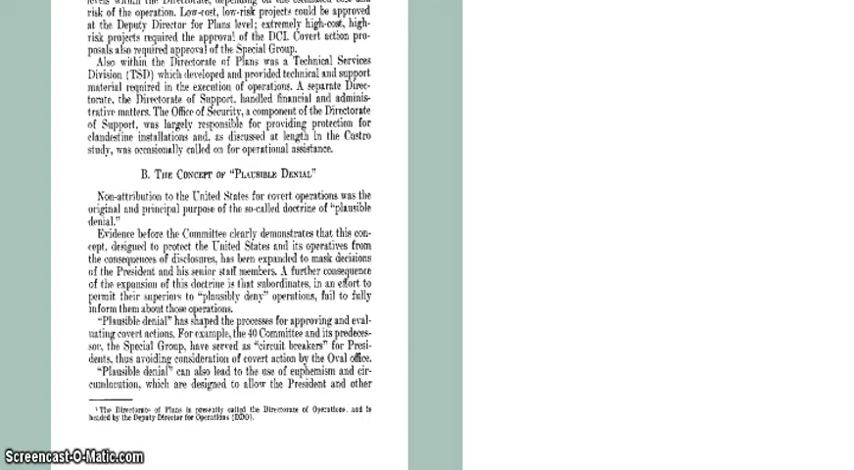 levels within the Directorate, depending on the estimated cost and
risk of the operation. Low-cost, low-risk projects could be approved
at the Deputy Director for Plans level; extremely high-cost, high-
risk projects required the approval of the DCI. Covert action pro-
posals also required approval of the Special Group.
Also within the Directorate of Plans was a Technical Services
Division (TSD) which developed and provided technical and support
material required in the execution of operations. A separate Direc-
torate, the Directorate of Support, handled financial and adminis-
trative matters. The Office of Security, a component of the Directorate
of Support, was largely responsible for providing protection for
clandestine installations and, as discussed at length in the Castro
study, was occasionally called on for operational assistance.
B. The Concept of "Plausible Denial"
Non-attribution to the United States for covert operations was the
original and principal purpose of the so-called doctrine of "plausible
denial."
Evidence before the Committee clearly demonstrates that this con-
cept, designed to protect the United States and its operatives from
the consequences of disclosures, has been expanded to mask decisions
of the President and his senior staff members. A further consequence
of the expansion of this doctrine is that subordinates, in an effort to
permit their superiors to "plausibly deny" operations, fail to fully
inform them about those operations.
"Plausible denial" has shaped the processes for approving and eval-
uating covert actions. For example, the 40 Committee and its predeces-
sor, the Special Group, have served as "circuit breakers" for Presi-
dents, thus avoiding consideration of covert action by the Oval office.
"Plausible denial" can also lead to the use of euphemism and cir-
cumlocution, which are designed to allow the President and other
¹ The Directorate of Plans is presently called the Directorate of Operations, and is
headed by the Deputy Director for Operations (DDO).
Screencast-O-Matic.com